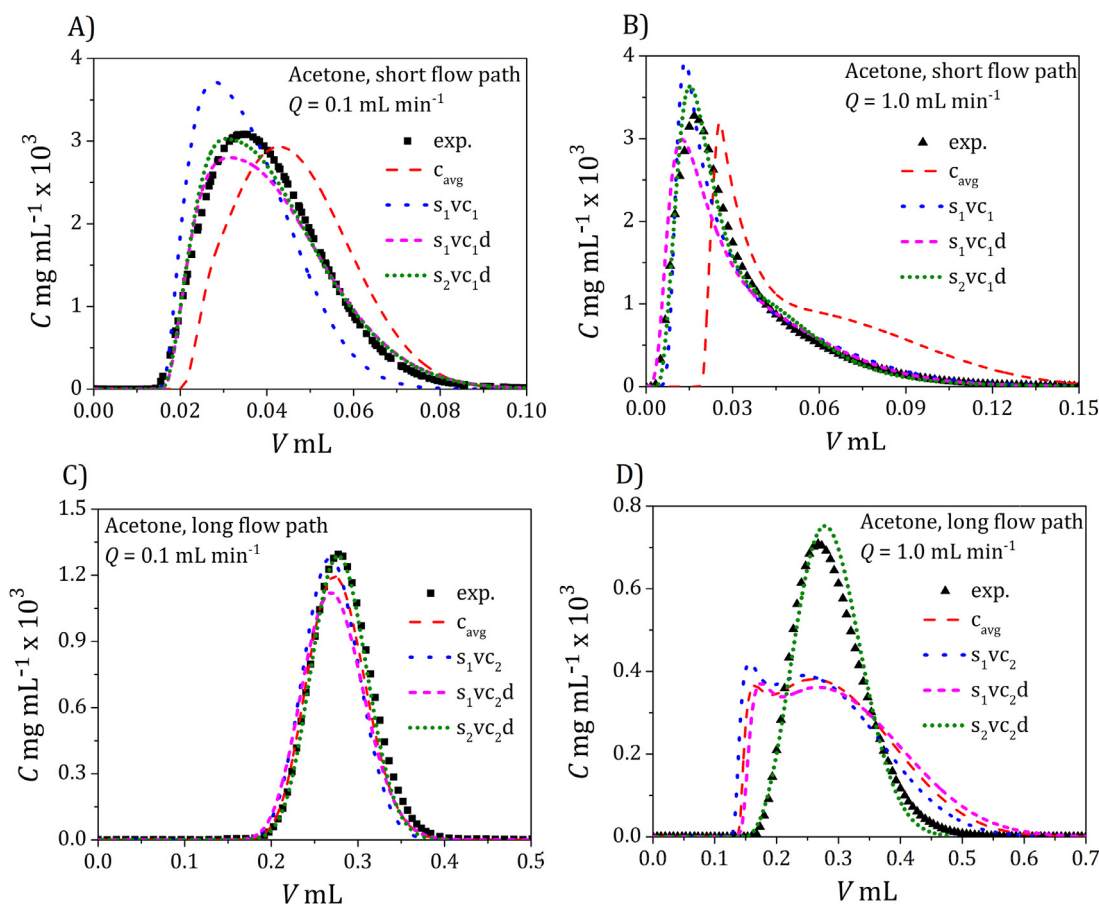 A)
Acetone, short flow path
Q = 0.1 mL min⁻¹
exp.
c_avg
s₁vc₁
s₁vc₁d
s₂vc₁d
C mg mL⁻¹ x 10³
4
3
2
1
0
0.00 0.02 0.04 0.06 0.08 0.10
V mL
B)
Acetone, short flow path
Q = 1.0 mL min⁻¹
exp.
c_avg
s₁vc₁
s₁vc₁d
s₂vc₁d
C mg mL⁻¹ x 10³
4
3
2
1
0
0.00 0.03 0.06 0.09 0.12 0.15
V mL
C)
Acetone, long flow path
Q = 0.1 mL min⁻¹
exp.
c_avg
s₁vc₂
s₁vc₂d
s₂vc₂d
C mg mL⁻¹ x 10³
1.5
1.2
0.9
0.6
0.3
0.0
0.0 0.1 0.2 0.3 0.4 0.5
V mL
D)
Acetone, long flow path
Q = 1.0 mL min⁻¹
exp.
c_avg
s₁vc₂
s₁vc₂d
s₂vc₂d
C mg mL⁻¹ x 10³
0.8
0.6
0.4
0.2
0.0
0.0 0.1 0.2 0.3 0.4 0.5 0.6 0.7
V mL